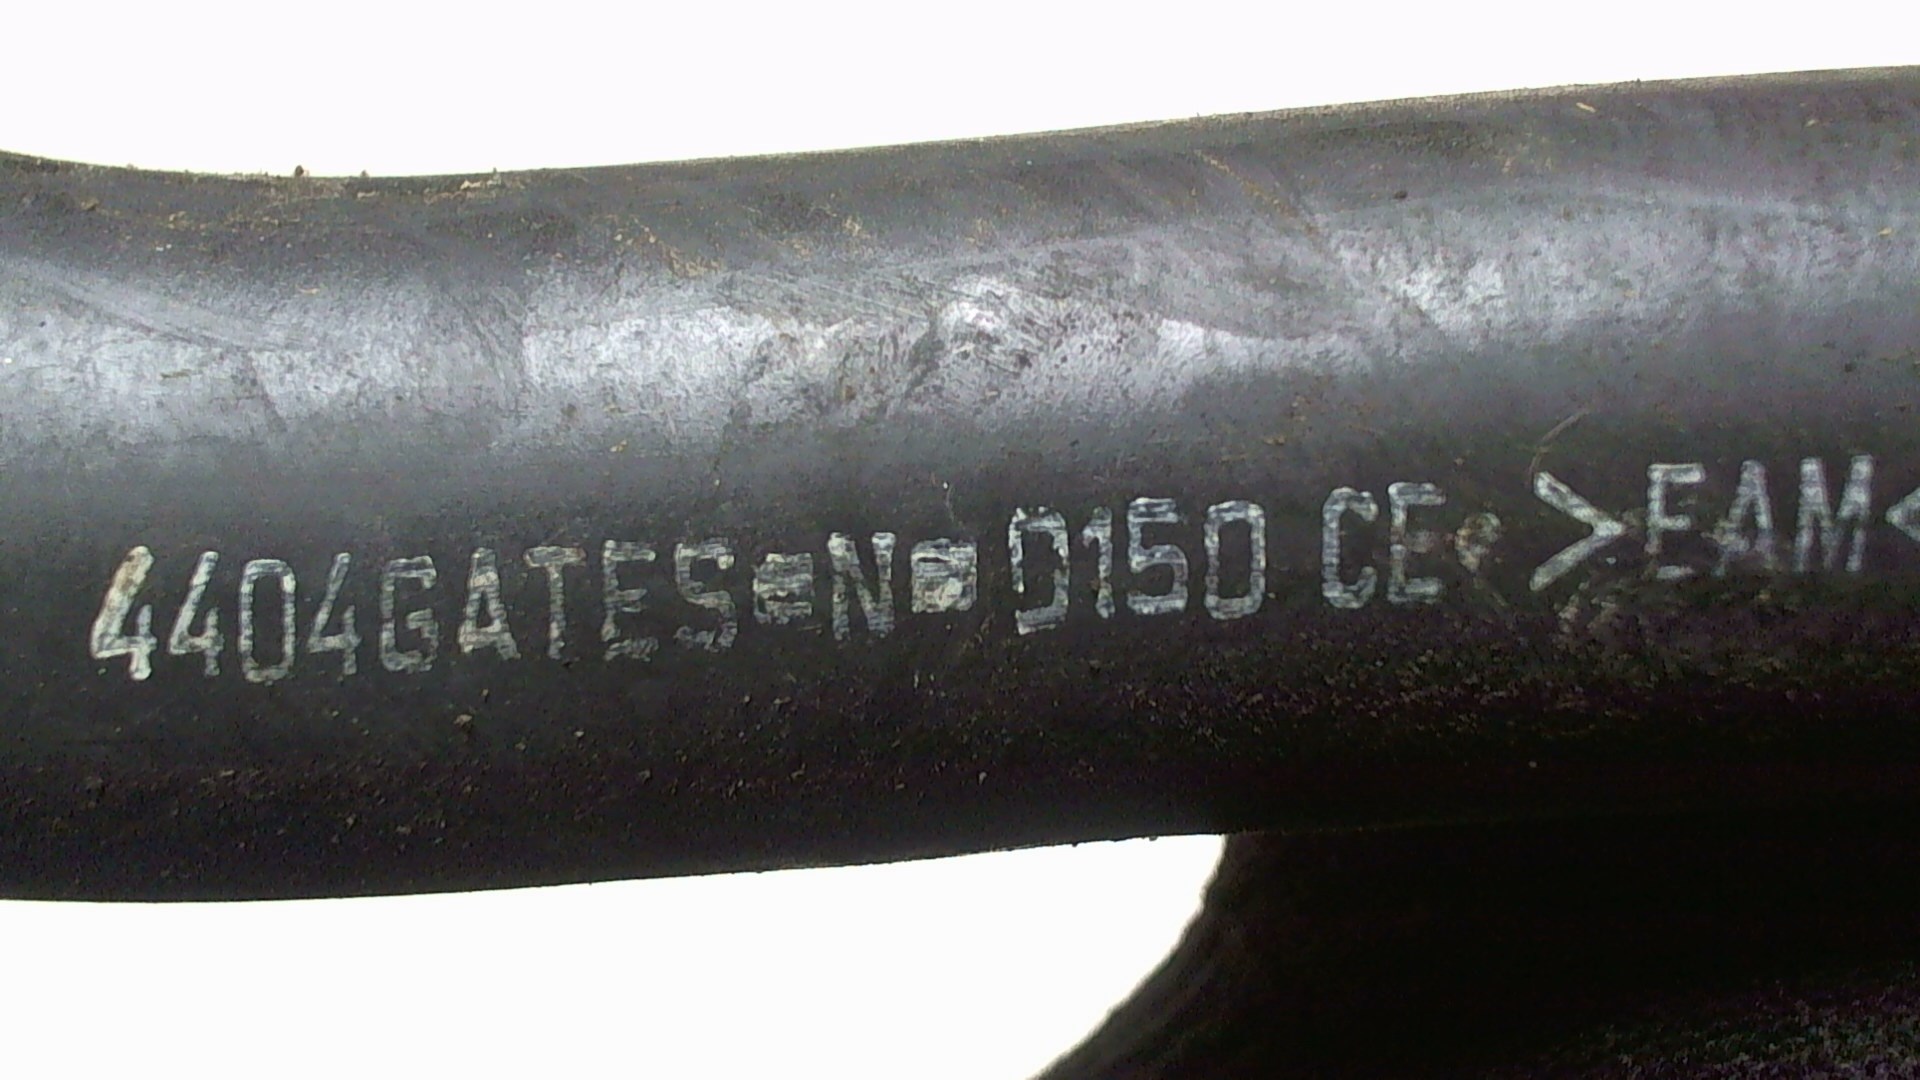 4404GATES=N= D150 CE >EAM<